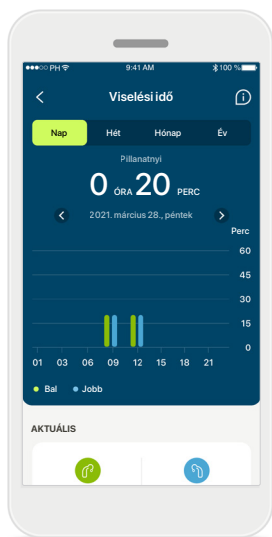 PH 9:41 AM 100 %
Viselési idő
Nap Hét Hónap Év
Pillanatnyi
0 ÓRA 20 PERC
2021. március 28., péntek
Perc
60
45
30
15
0
01 03 06 09 12 15 18 21
Bal Jobb
AKTUÁLIS